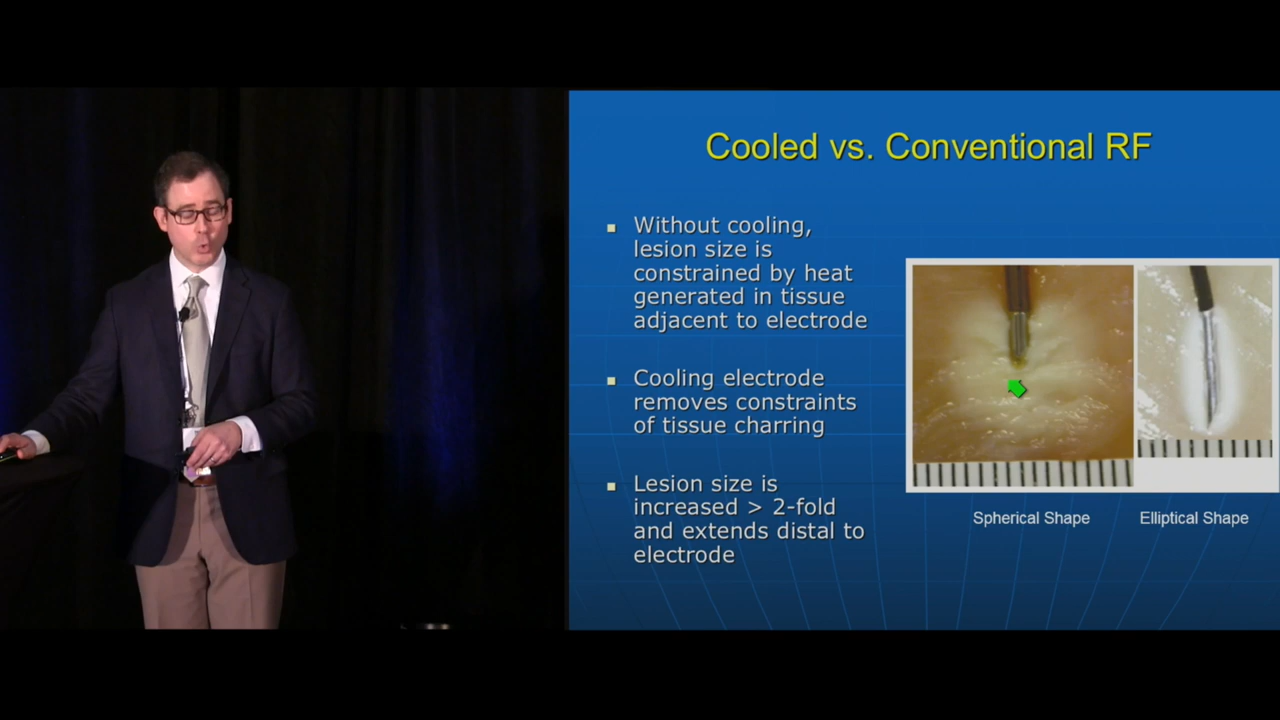 Cooled vs. Conventional RF
Without cooling,
lesion size is
constrained by heat
generated in tissue
adjacent to electrode
Cooling electrode
removes constraints
of tissue charring
Lesion size is
increased > 2-fold
and extends distal to
electrode
Spherical Shape
Elliptical Shape